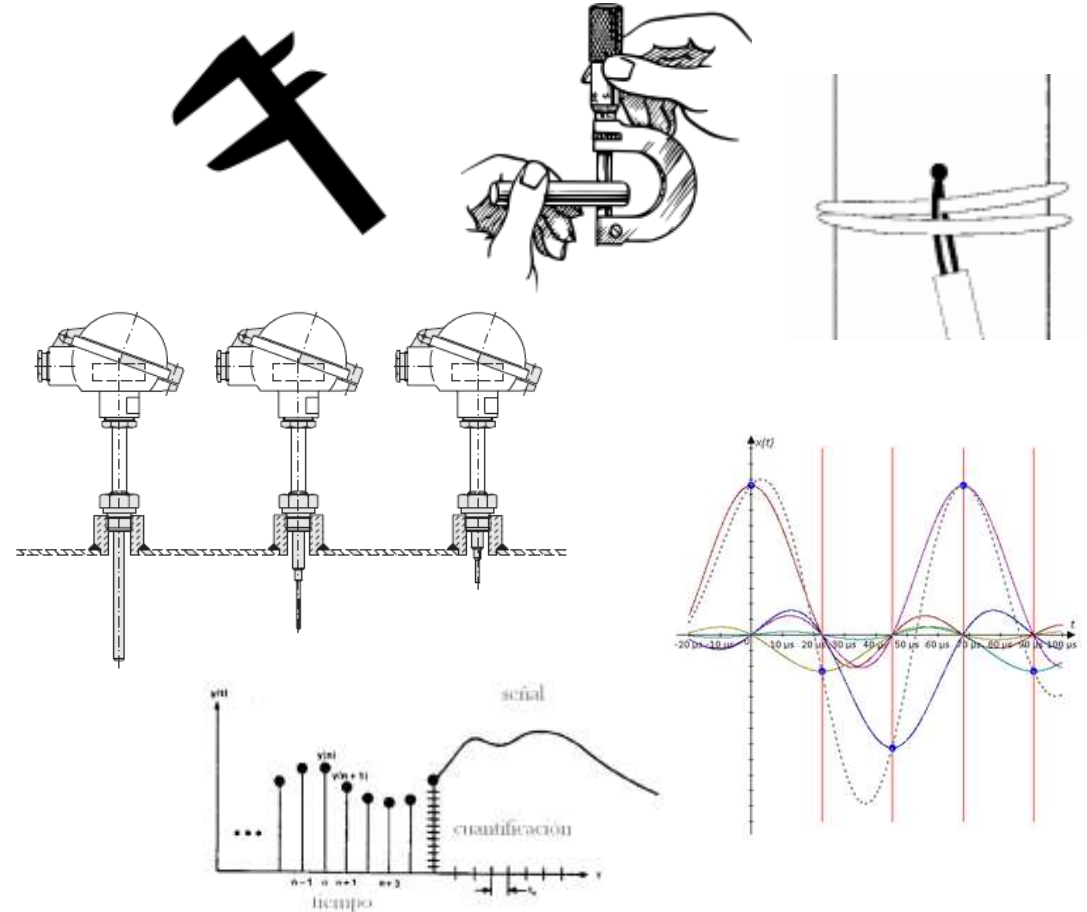 x(t)
t
-20 µs -10 µs 10 µs 20 µs 30 µs 40 µs 50 µs 60 µs 70 µs 80 µs 90 µs 100 µs
señal
y(t)
y(n)
y(n + 1)
cuantificación
n-1 n n+1 n+3
tiempo